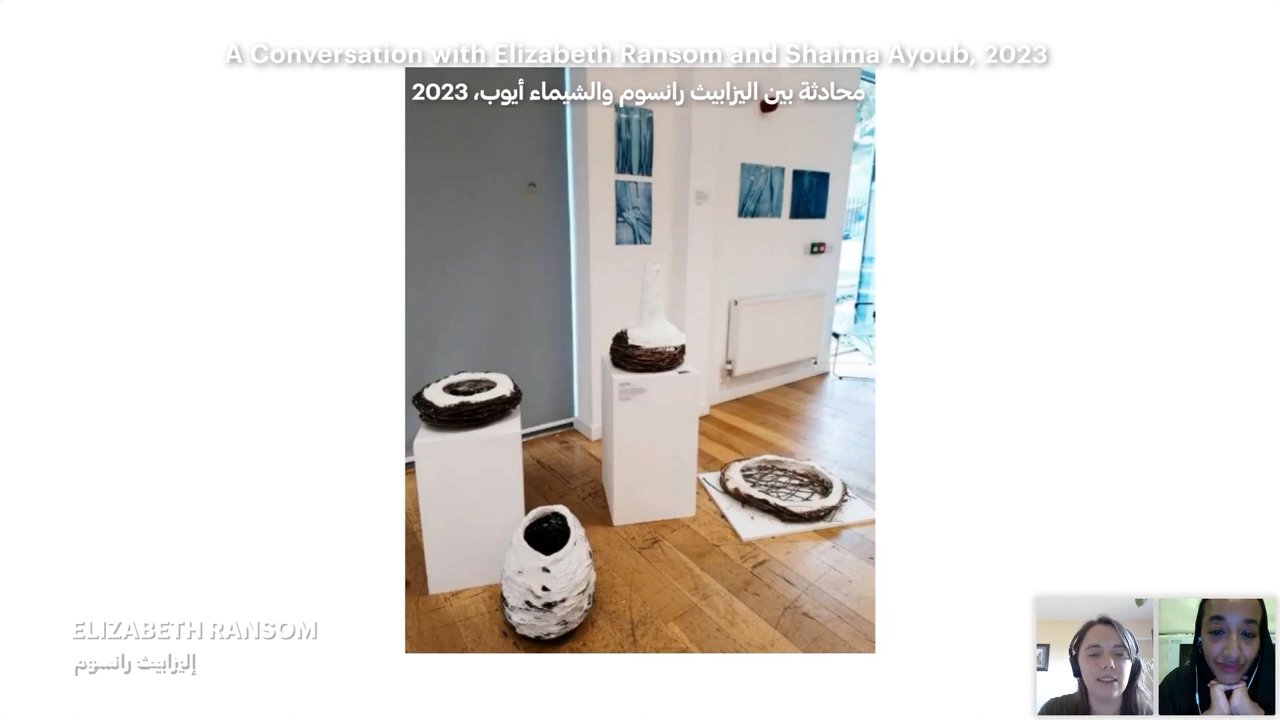 A Conversation with Elizabeth Ransom and Shaima Ayoub, 2023
محادثة بين اليزابيث رانسوم والشيماء أيوب، 2023
ELIZABETH RANSOM
إليزابيث رانسوم